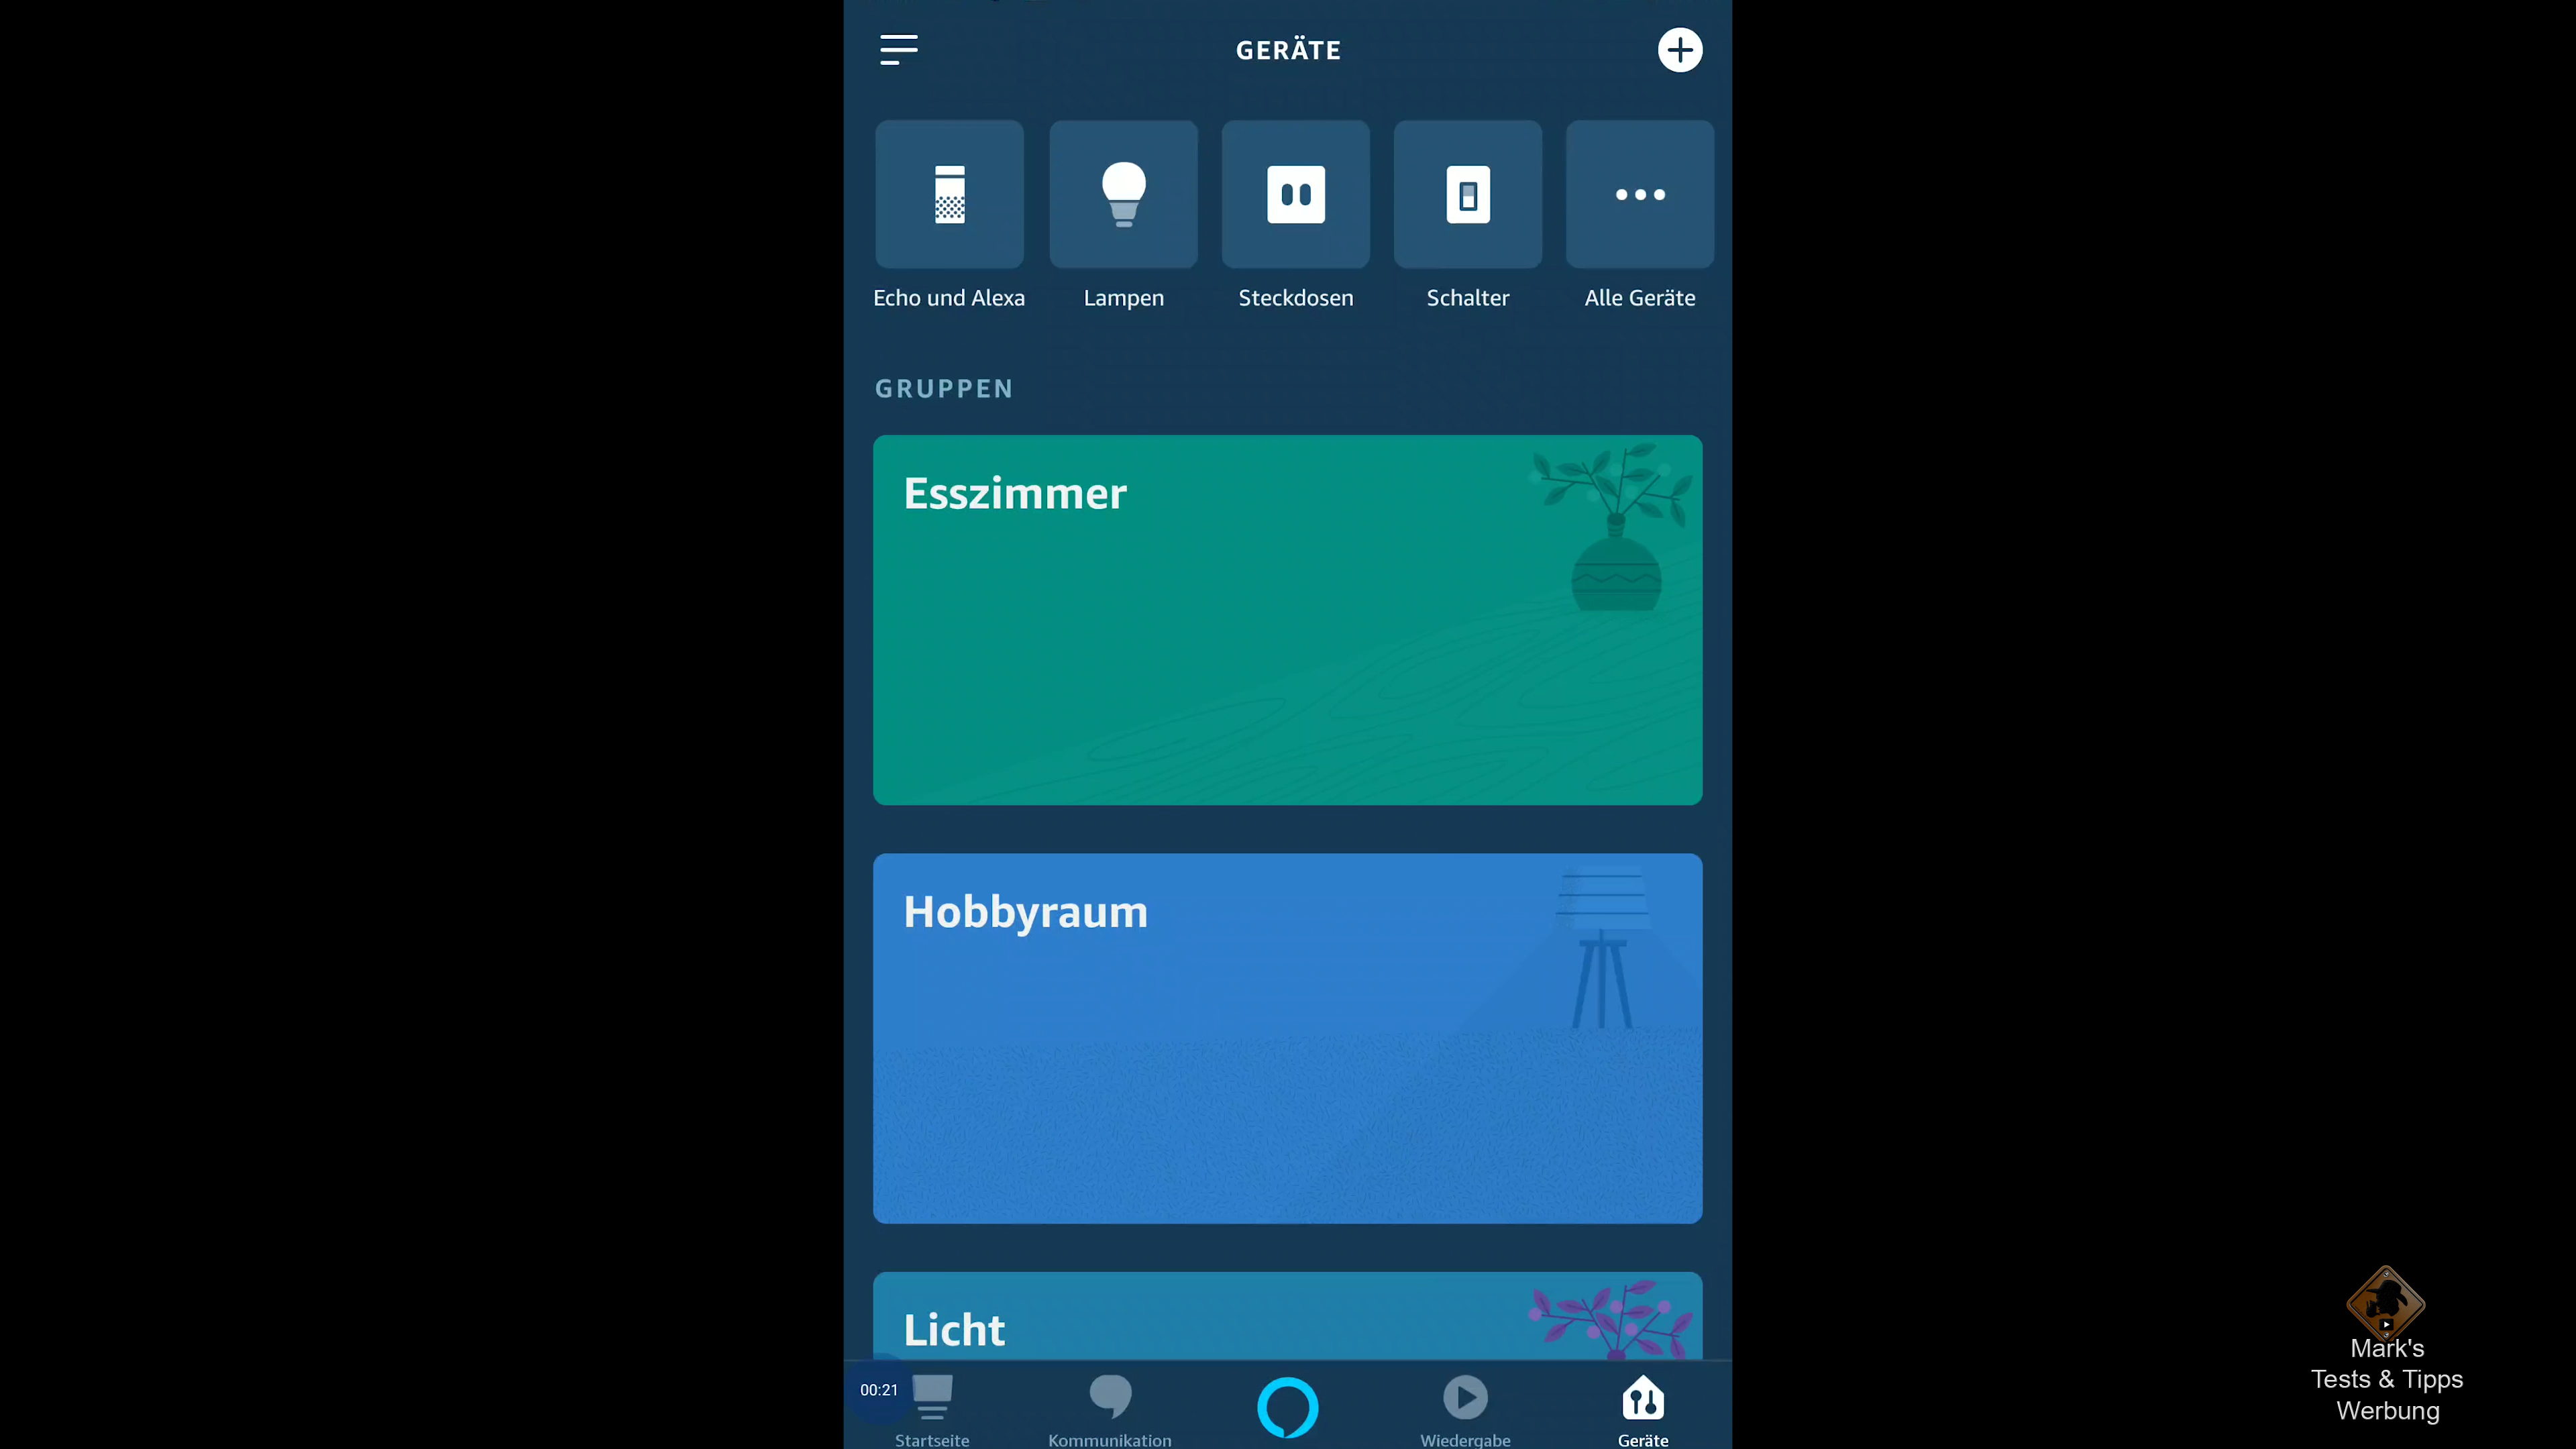 GERÄTE
Echo und Alexa
Lampen
Steckdosen
Schalter
Alle Geräte
GRUPPEN
Esszimmer
Hobbyraum
Licht
00:21
Startseite
Kommunikation
Wiedergabe
Geräte
Mark's
Tests & Tipps
Werbung